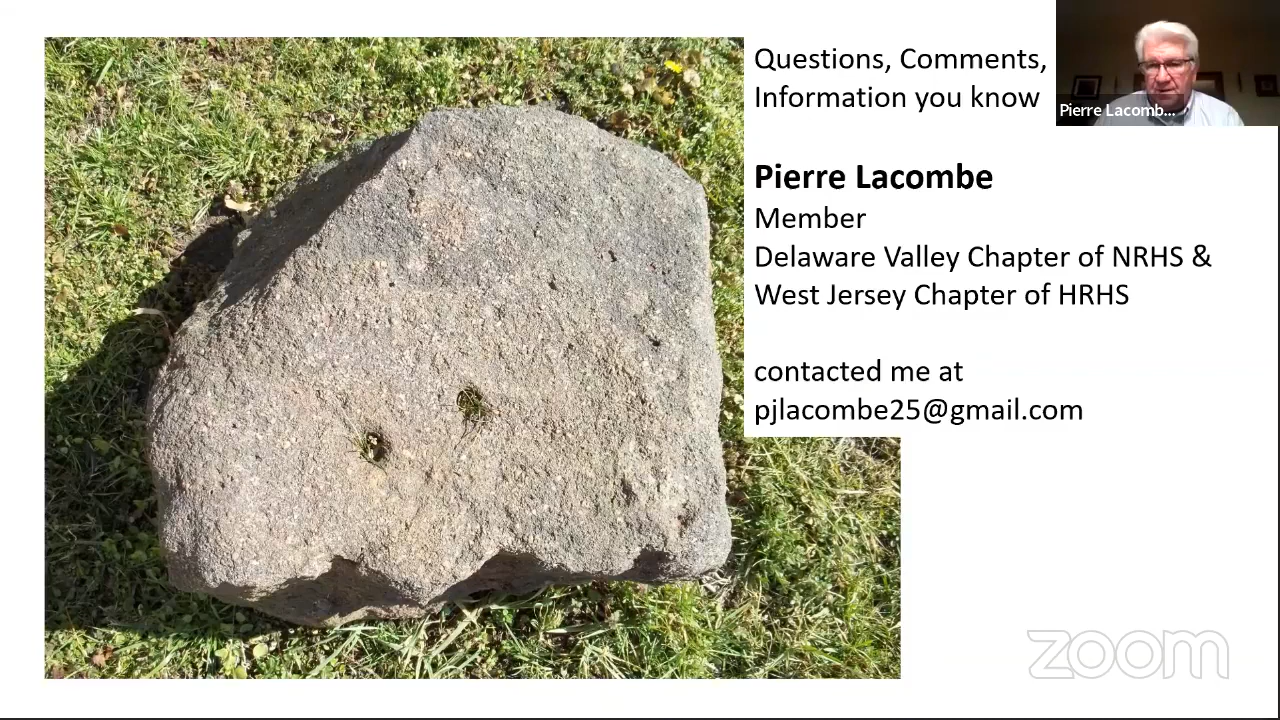 Questions, Comments,
Information you know
Pierre Lacomb...
Pierre Lacombe
Member
Delaware Valley Chapter of NRHS &
West Jersey Chapter of HRHS
contacted me at
pjlacombe25@gmail.com
zoom